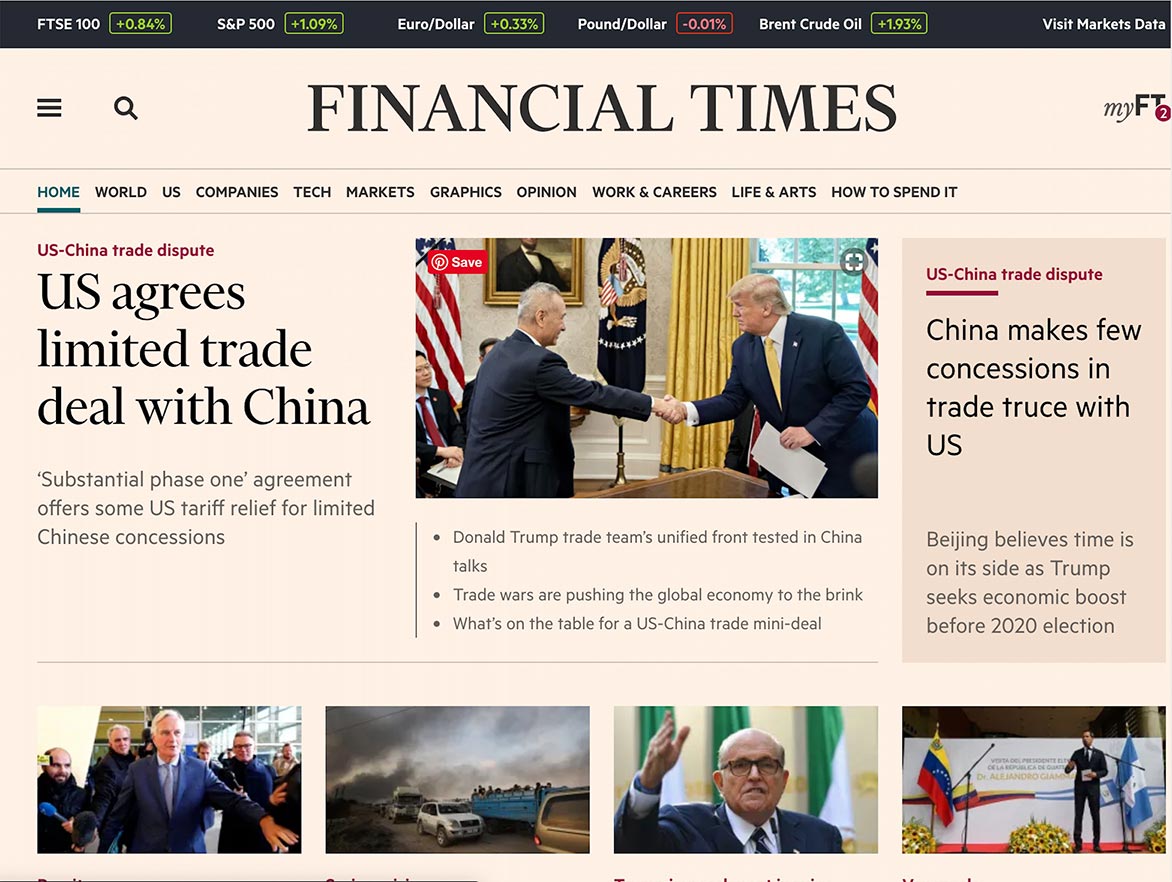 FTSE 100 +0.84% S&P 500 +1.09% Euro/Dollar +0.33% Pound/Dollar -0.01% Brent Crude Oil +1.93% Visit Markets Data
FINANCIAL TIMES
myFT 2
HOME WORLD US COMPANIES TECH MARKETS GRAPHICS OPINION WORK & CAREERS LIFE & ARTS HOW TO SPEND IT
US-China trade dispute
US agrees
limited trade
deal with China
‘Substantial phase one’ agreement
offers some US tariff relief for limited
Chinese concessions
Save
• Donald Trump trade team’s unified front tested in China
talks
• Trade wars are pushing the global economy to the brink
• What’s on the table for a US-China trade mini-deal
US-China trade dispute
China makes few
concessions in
trade truce with
US
Beijing believes time is
on its side as Trump
seeks economic boost
before 2020 election
VISITA DEL PRESIDENTE
DE LA REPÚBLICA DE
Dr. ALEJANDRO